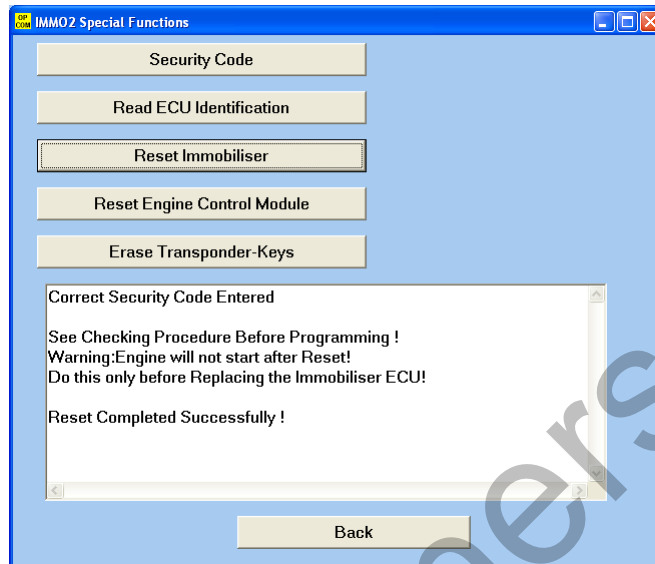 OP
COM
IMMO2 Special Functions
Security Code
Read ECU Identification
Reset Immobiliser
Reset Engine Control Module
Erase Transponder-Keys
Correct Security Code Entered
See Checking Procedure Before Programming !
Warning:Engine will not start after Reset!
Do this only before Replacing the Immobiliser ECU!
Reset Completed Successfully !
Back